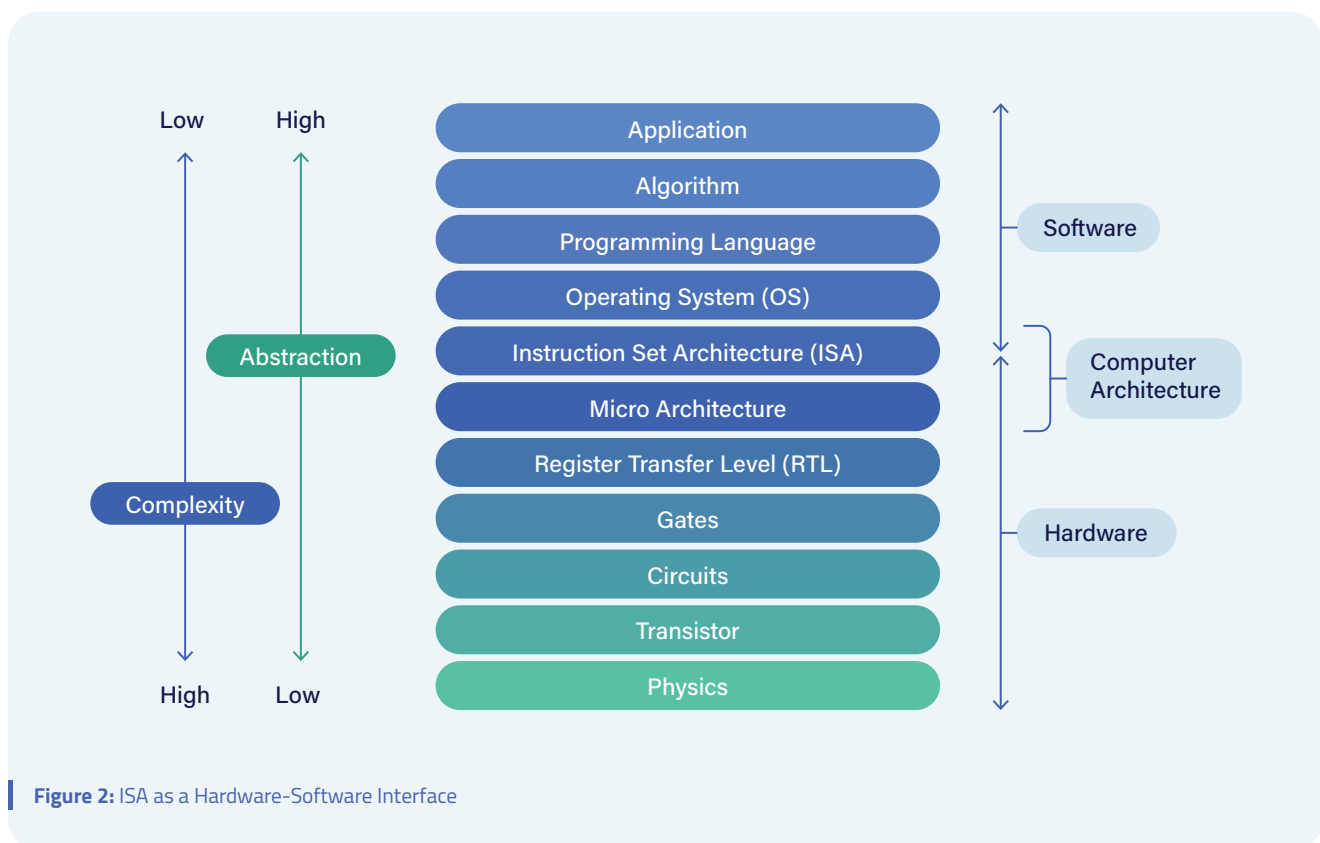 Low
High
Application
Algorithm
Programming Language
Operating System (OS)
Instruction Set Architecture (ISA)
Micro Architecture
Register Transfer Level (RTL)
Gates
Circuits
Transistor
Physics
Abstraction
Complexity
High
Low
Software
Computer
Architecture
Hardware
Figure 2: ISA as a Hardware-Software Interface